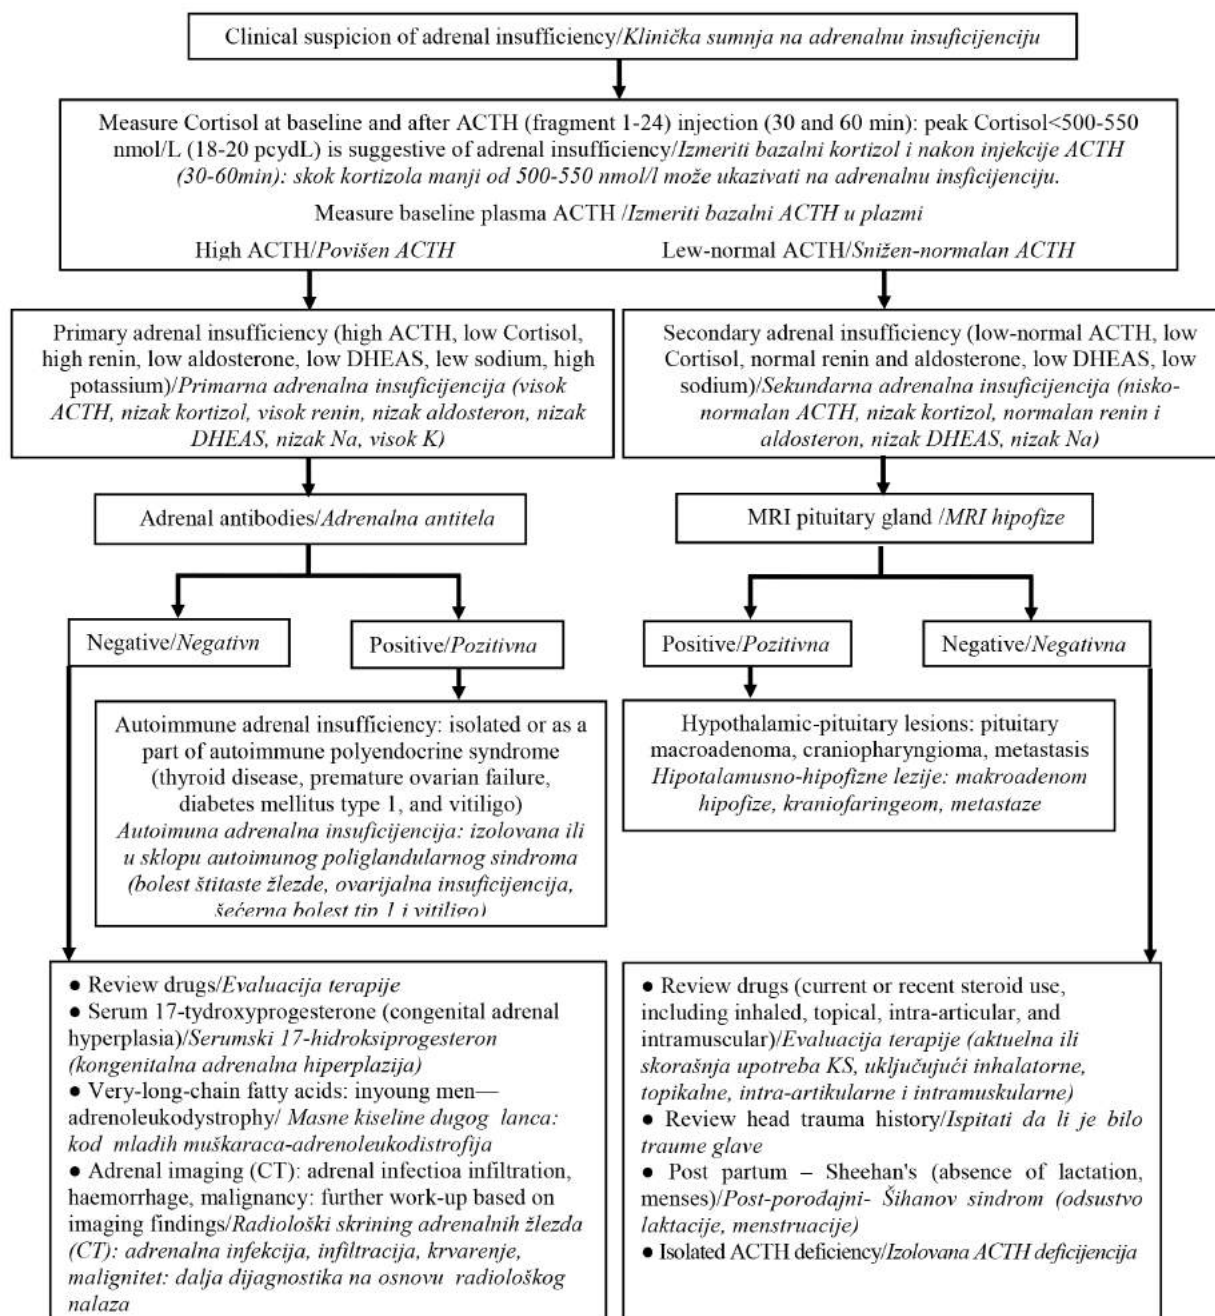 Clinical suspicion of adrenal insufficiency/Klinička sumnja na adrenalnu insuficijenciju
Measure Cortisol at baseline and after ACTH (fragment 1-24) injection (30 and 60 min): peak Cortisol<500-550
nmol/L (18-20 pcydL) is suggestive of adrenal insufficiency/Izmeriti bazalni kortizol i nakon injekcije ACTH
(30-60min): skok kortizola manji od 500-550 nmol/l može ukazivati na adrenalnu insficijenciju.
Measure baseline plasma ACTH /Izmeriti bazalni ACTH u plazmi
High ACTH/Povišen ACTH
Lew-normal ACTH/Snižen-normalan ACTH
Primary adrenal insufficiency (high ACTH, low Cortisol,
high renin, low aldosterone, low DHEAS, lew sodium, high
potassium)/Primarna adrenalna insuficijencija (visok
ACTH, nizak kortizol, visok renin, nizak aldosteron, nizak
DHEAS, nizak Na, visok K)
Secondary adrenal insufficiency (low-normal ACTH, low
Cortisol, normal renin and aldosterone, low DHEAS, low
sodium)/Sekundarna adrenalna insuficijencija (nisko-
normalan ACTH, nizak kortizol, normalan renin i
aldosteron, nizak DHEAS, nizak Na)
Adrenal antibodies/Adrenalna antitela
MRI pituitary gland /MRI hipofize
Negative/Negativn
Positive/Pozitivna
Positive/Pozitivna
Negative/Negativna
Autoimmune adrenal insufficiency: isolated or as a
part of autoimmune polyendocrine syndrome
(thyroid disease, premature ovarian failure,
diabetes mellitus type 1, and vitiligo)
Autoimuna adrenalna insuficijencija: izolovana ili
u sklopu autoimunog poliglandularnog sindroma
(bolest štitaste žlezde, ovarijalna insuficijencija,
šećerna bolest tip 1 i vitiligo)
Hypothalamic-pituitary lesions: pituitary
macroadenoma, craniopharyngioma, metastasis
Hipotalamusno-hipofizne lezije: makroadenom
hipofize, kraniofaringeom, metastaze
● Review drugs/Evaluacija terapije
● Serum 17-tydroxyprogesterone (congenital adrenal
hyperplasia)/Serumski 17-hidroksiprogesteron
(kongenitalna adrenalna hiperplazija)
● Very-long-chain fatty acids: inyoung men—
adrenoleukodystrophy/ Masne kiseline dugog lanca:
kod mladih muškaraca-adrenoleukodistrofija
● Adrenal imaging (CT): adrenal infectioa infiltration,
haemorrhage, malignancy: further work-up based on
imaging findings/Radiološki skrining adrenalnih žlezda
(CT): adrenalna infekcija, infiltracija, krvarenje,
malignitet: dalja dijagnostika na osnovu radiološkog
nalaza
● Review drugs (current or recent steroid use,
including inhaled, topical, intra-articular, and
intramuscular)/Evaluacija terapije (aktuelna ili
skorašnja upotreba KS, uključujući inhalatorne,
topikalne, intra-artikularne i intramuskularne)
● Review head trauma history/Ispitati da li je bilo
traume glave
● Post partum – Sheehan's (absence of lactation,
menses)/Post-porođajni- Šihanov sindrom (odsustvo
laktacije, menstruacije)
● Isolated ACTH deficiency/Izolovana ACTH deficijencija